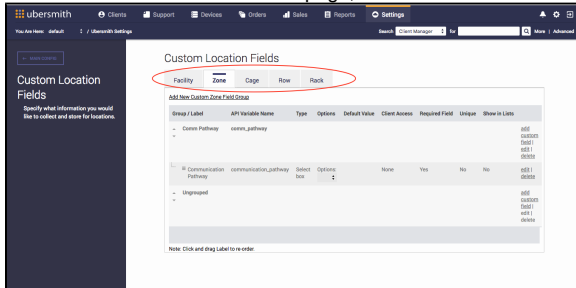 ubersmith Clients Support Devices Orders Sales Reports Settings
You Are Here: default / Ubersmith Settings Search Client Manager for More | Advanced
Custom Location Fields
Custom Location
Fields
Specify what information you would
like to collect and store for locations.
Facility Zone Cage Row Rack
Add New Custom Zone Field Group
Group / Label API Variable Name Type Options Default Value Client Access Required Field Unique Show in Lists
Comm Pathway comm_pathway add
custom
field |
edit |
delete
Communication communication_pathway Select Options: None Yes No No edit |
Pathway box delete
Ungrouped add
custom
field |
edit |
delete
Note: Click and drag Label to re-order